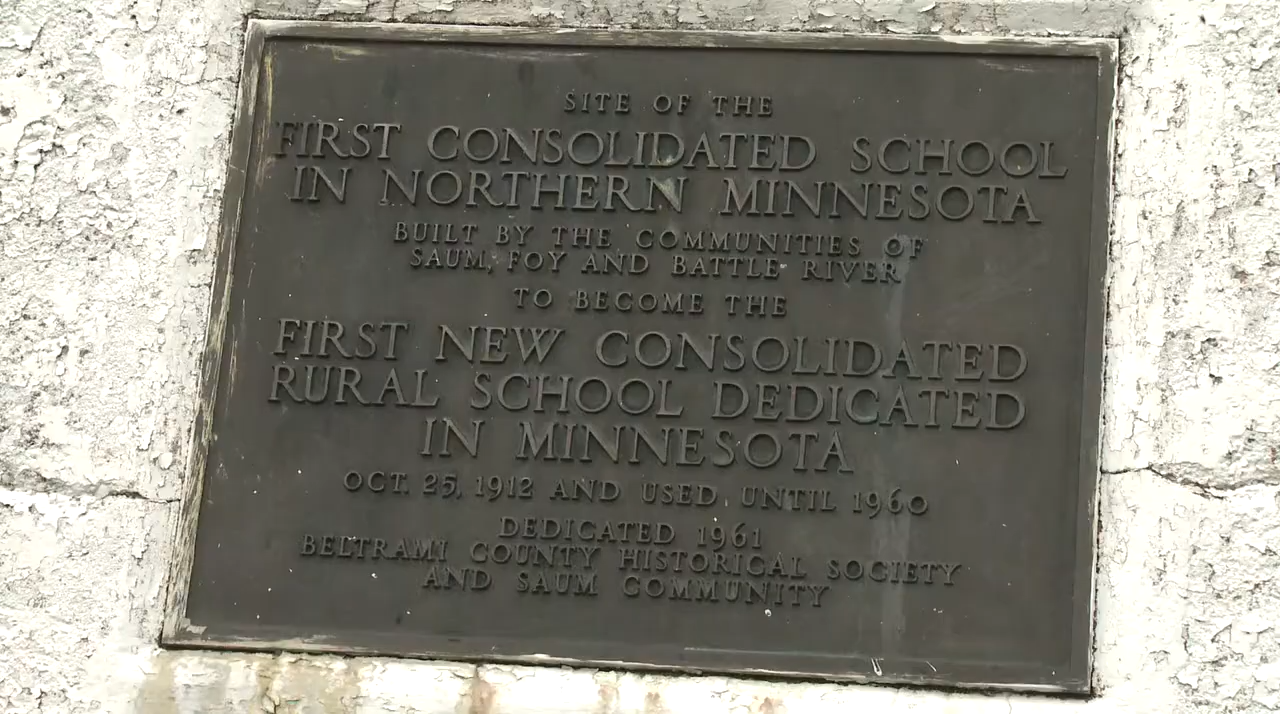 SITE OF THE
FIRST CONSOLIDATED SCHOOL
IN NORTHERN MINNESOTA
BUILT BY THE COMMUNITIES OF
SAUM, FOY AND BATTLE RIVER
TO BECOME THE
FIRST NEW CONSOLIDATED
RURAL SCHOOL DEDICATED
IN MINNESOTA
OCT. 25, 1912 AND USED UNTIL 1960
DEDICATED 1961
BELTRAMI COUNTY HISTORICAL SOCIETY
AND SAUM COMMUNITY